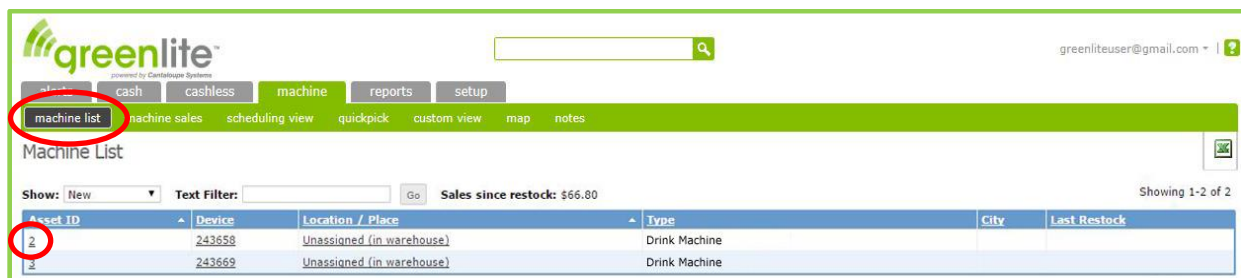 greenlite™
powered by Cantaloupe Systems
greenliteuser@gmail.com | ?
alerts cash cashless machine reports setup
machine list machine sales scheduling view quickpick custom view map notes
Machine List
Show: New Text Filter: Go Sales since restock: $66.80 Showing 1-2 of 2
Asset ID Device Location / Place Type City Last Restock
2 243658 Unassigned (in warehouse) Drink Machine
3 243669 Unassigned (in warehouse) Drink Machine